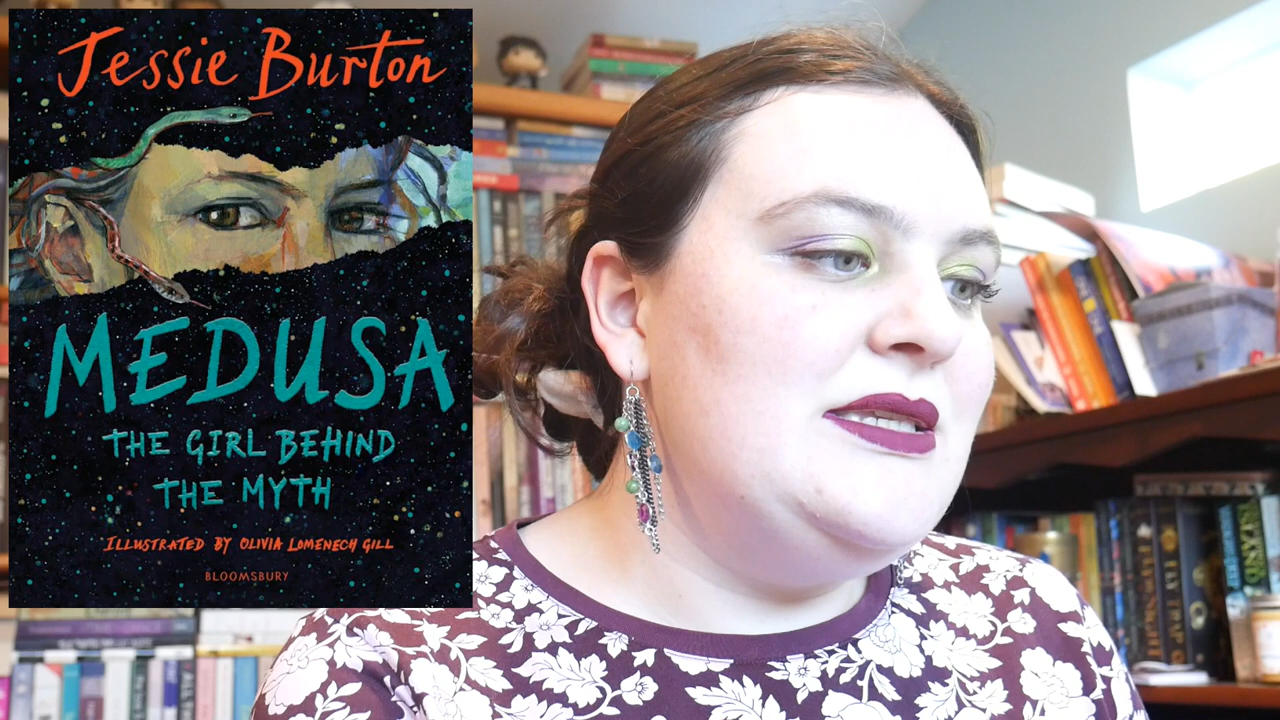 Jessie Burton
MEDUSA
THE GIRL BEHIND
THE MYTH
ILLUSTRATED BY OLIVIA LOMENECH GILL
BLOOMSBURY